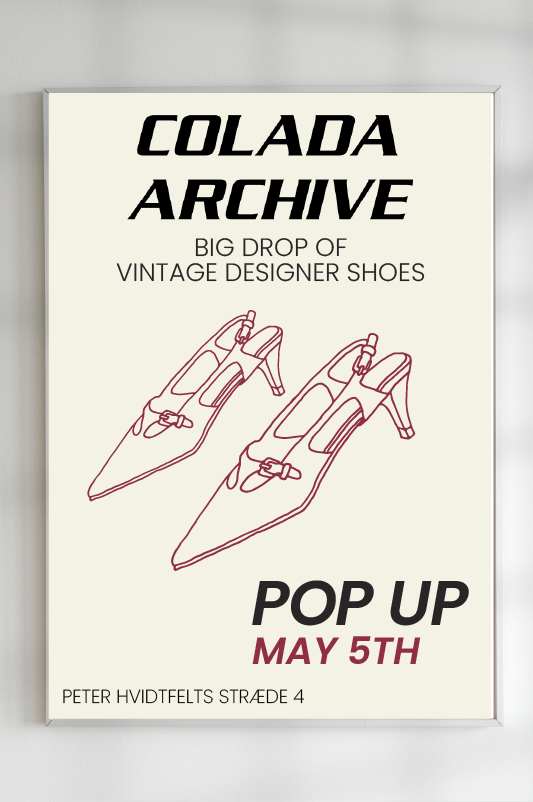 COLADA
ARCHIVE
BIG DROP OF
VINTAGE DESIGNER SHOES
POP UP
MAY 5TH
PETER HVIDTFELTS STRÆDE 4